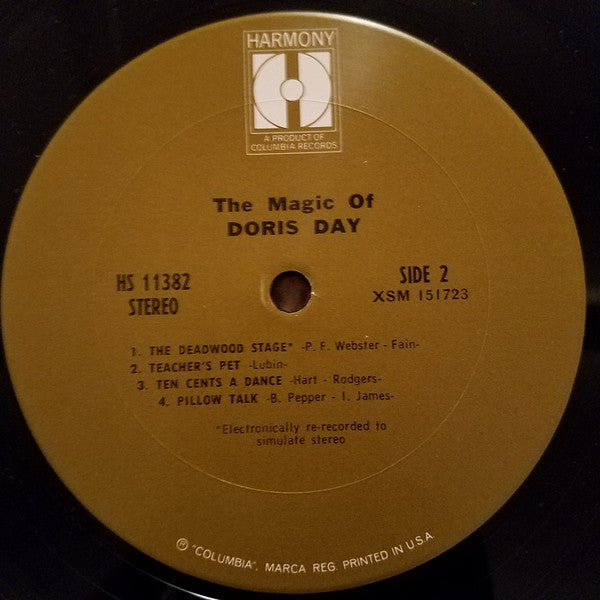 HARMONY
A PRODUCT OF
COLUMBIA RECORDS
The Magic Of
DORIS DAY
HS 11382
STEREO
SIDE 2
XSM 151723
1. THE DEADWOOD STAGE* -P. F. Webster - Fain-
2. TEACHER'S PET -Lubin-
3. TEN CENTS A DANCE -Hart - Rodgers-
4. PILLOW TALK -B. Pepper - I. James-
*Electronically re-recorded to
simulate stereo
Ⓟ "COLUMBIA", MARCA REG. PRINTED IN U.S.A.